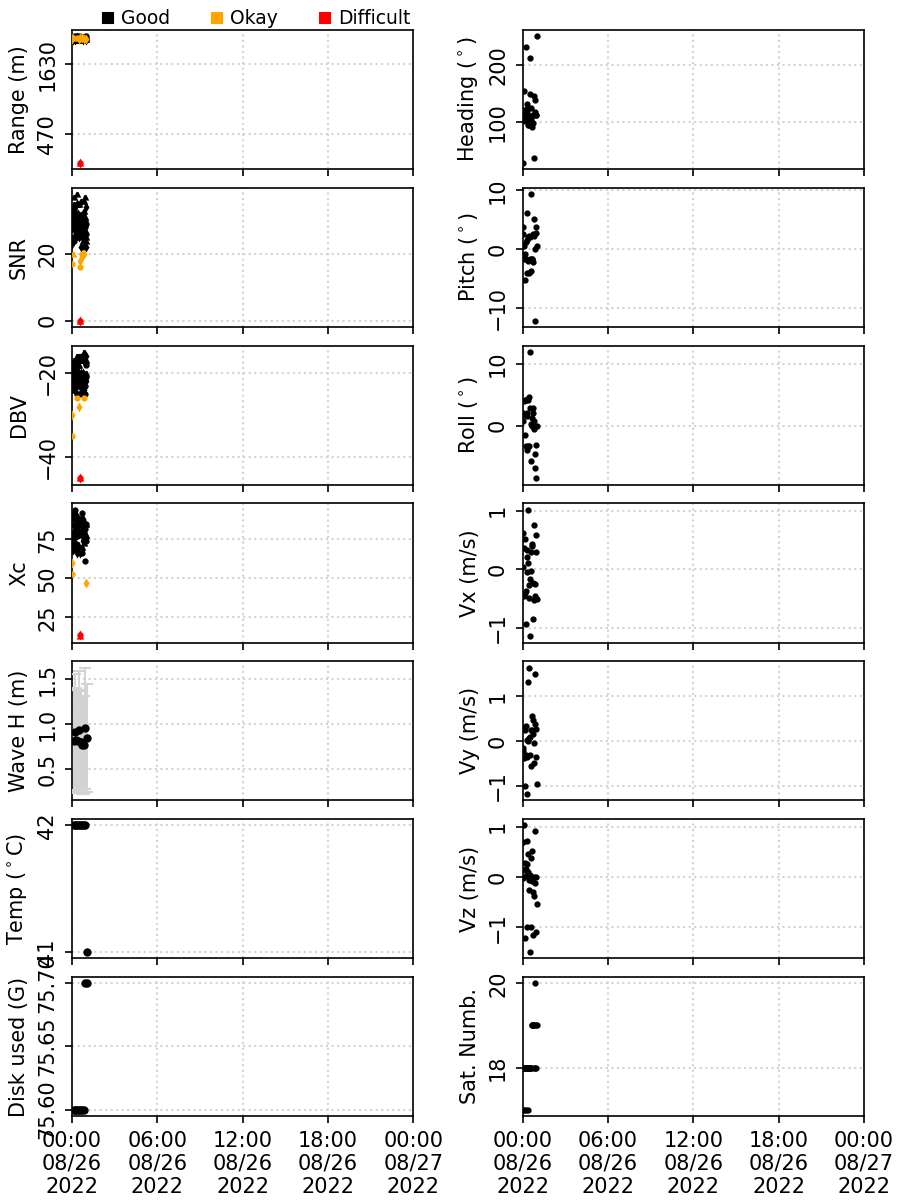 Good Okay Difficult
Range (m)
1630
470
Heading (°)
200
100
SNR
20
0
Pitch (°)
10
0
−10
DBV
−20
−40
Roll (°)
10
0
Xc
75
50
25
Vx (m/s)
1
0
−1
Wave H (m)
1.5
1.0
0.5
Vy (m/s)
1
0
−1
Temp (°C)
42
41
Vz (m/s)
1
0
−1
Disk used (G)
75.70
75.65
75.60
Sat. Numb.
20
18
00:00 06:00 12:00 18:00 00:00
08/26 08/26 08/26 08/26 08/27
2022 2022 2022 2022 2022
00:00 06:00 12:00 18:00 00:00
08/26 08/26 08/26 08/26 08/27
2022 2022 2022 2022 2022